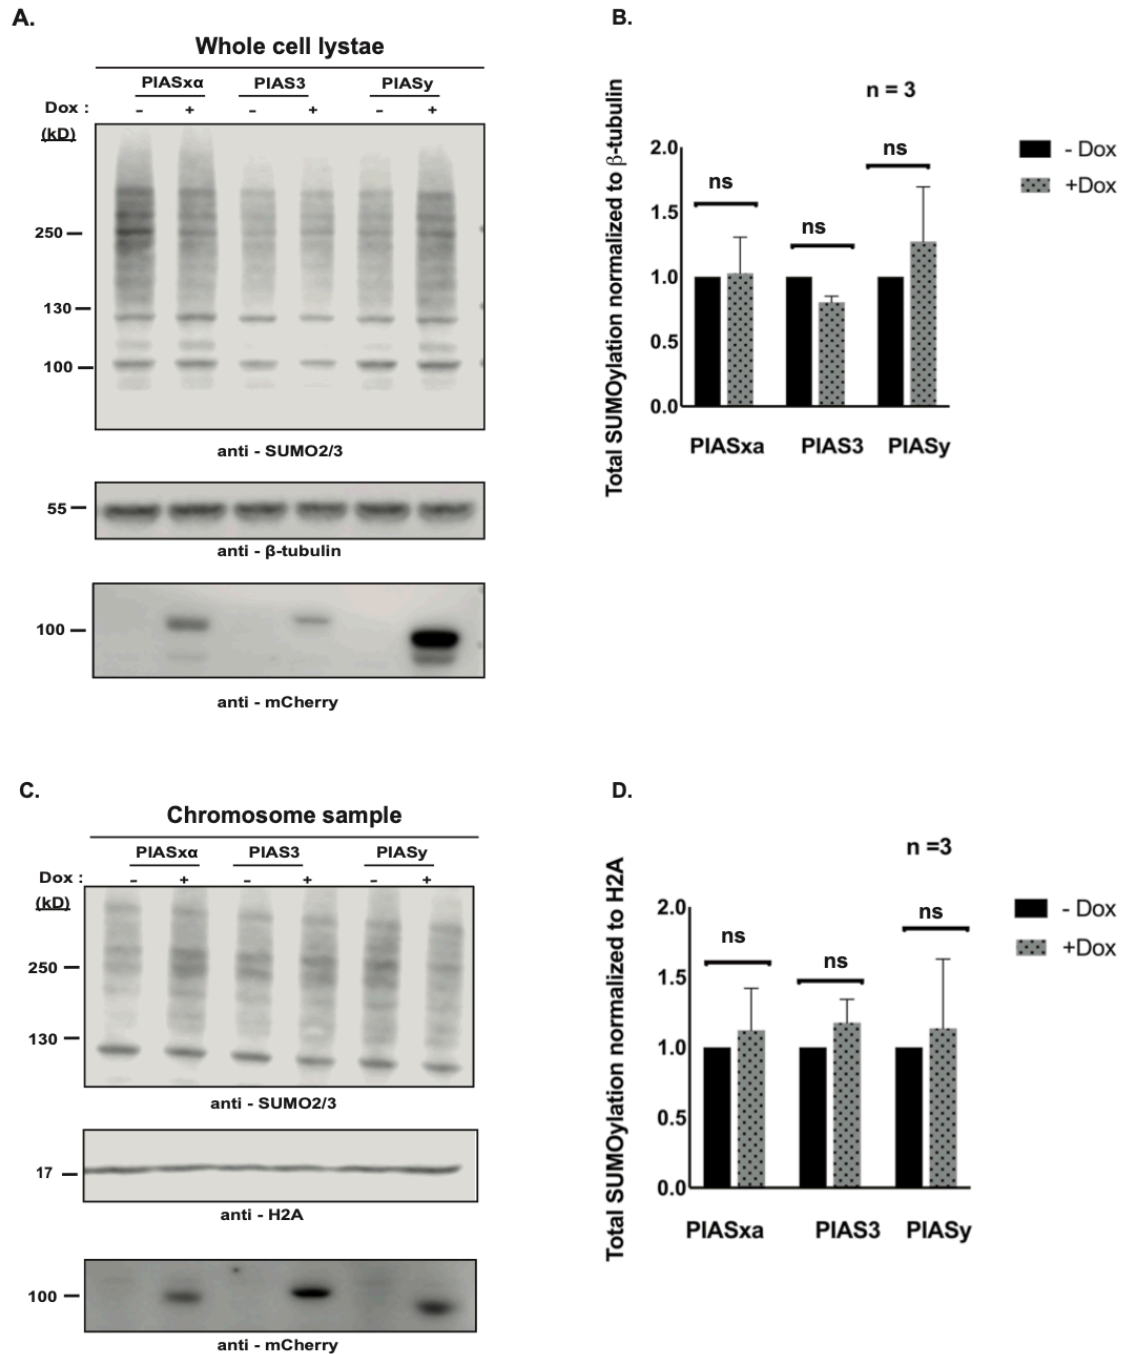 A.
Whole cell lystae
PIASxα PIAS3 PIASy
Dox : - + - + - +
(kD)
250
130
100
anti - SUMO2/3
55
anti - β-tubulin
100
anti - mCherry
B.
n = 3
Total SUMOylation normalized to β-tubulin
2.0
1.5
1.0
0.5
0.0
ns
ns
ns
- Dox
+Dox
PIASxa PIAS3 PIASy
C.
Chromosome sample
PIASxα PIAS3 PIASy
Dox : - + - + - +
(kD)
250
130
anti - SUMO2/3
17
anti - H2A
100
anti - mCherry
D.
n =3
Total SUMOylation normalized to H2A
2.0
1.5
1.0
0.5
0.0
ns
ns
ns
- Dox
+Dox
PIASxa PIAS3 PIASy